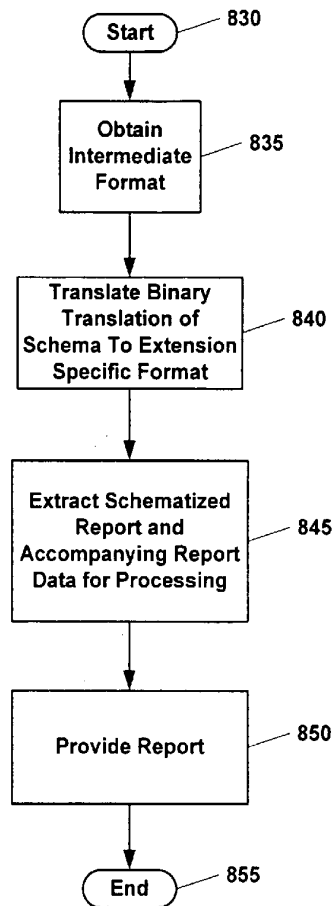 Start
830
Obtain
Intermediate
Format
835
Translate Binary
Translation of
Schema To Extension
Specific Format
840
Extract Schematized
Report and
Accompanying Report
Data for Processing
845
Provide Report
850
End
855